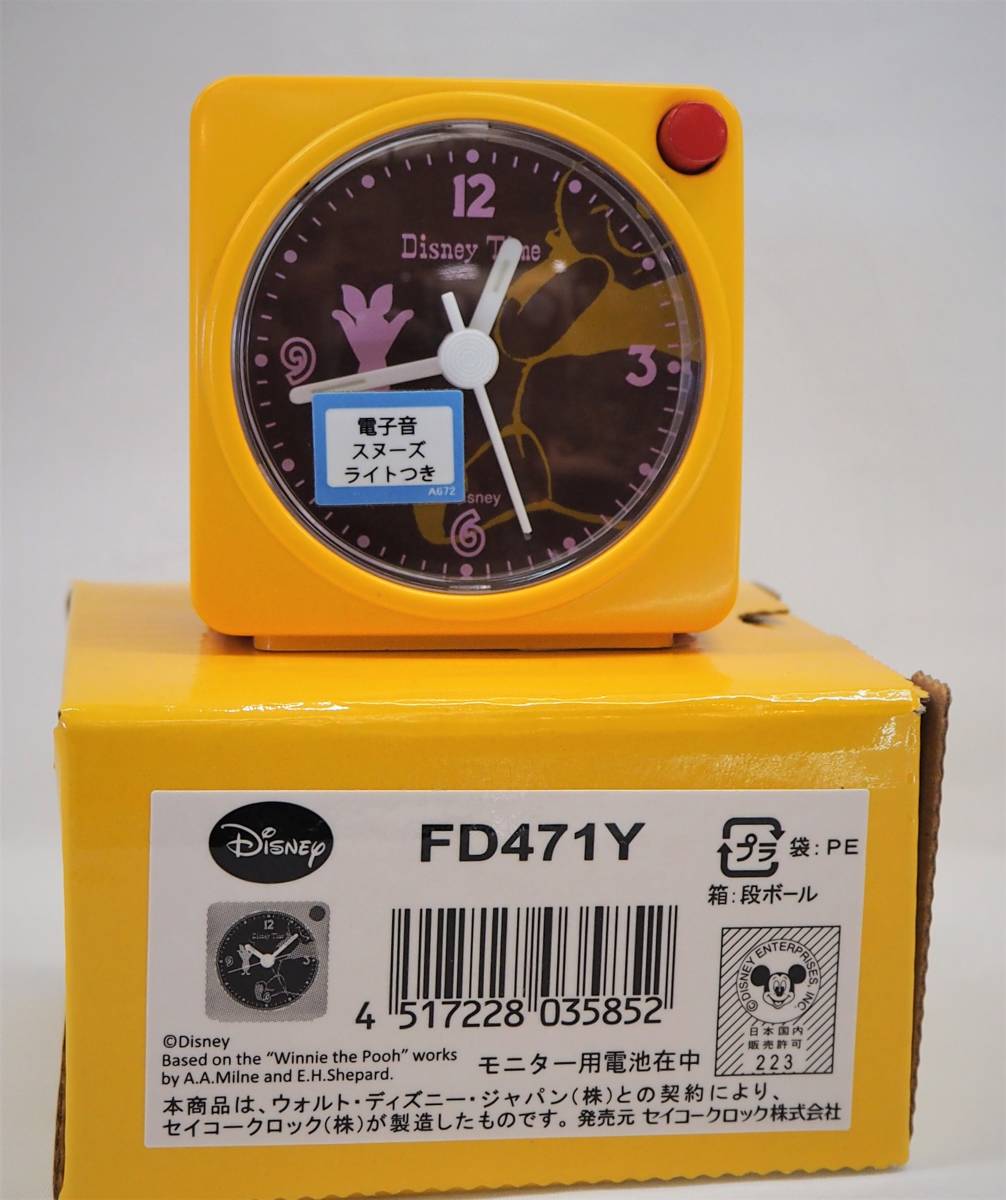 12
Disney Time
9
3
電子音
スヌーズ
ライトつき
A672
isney
6
Disney
FD471Y
プラ 袋:PE
箱:段ボール
12
Disney Time
9
4 517228 035852
©DISNEY ENTERPRISES, INC.
日本国内
販売許可
223
©Disney
Based on the “Winnie the Pooh” works
by A.A.Milne and E.H.Shepard.
モニター用電池在中
本商品は、ウォルト・ディズニー・ジャパン(株)との契約により、
セイコークロック(株)が製造したものです。発売元 セイコークロック株式会社